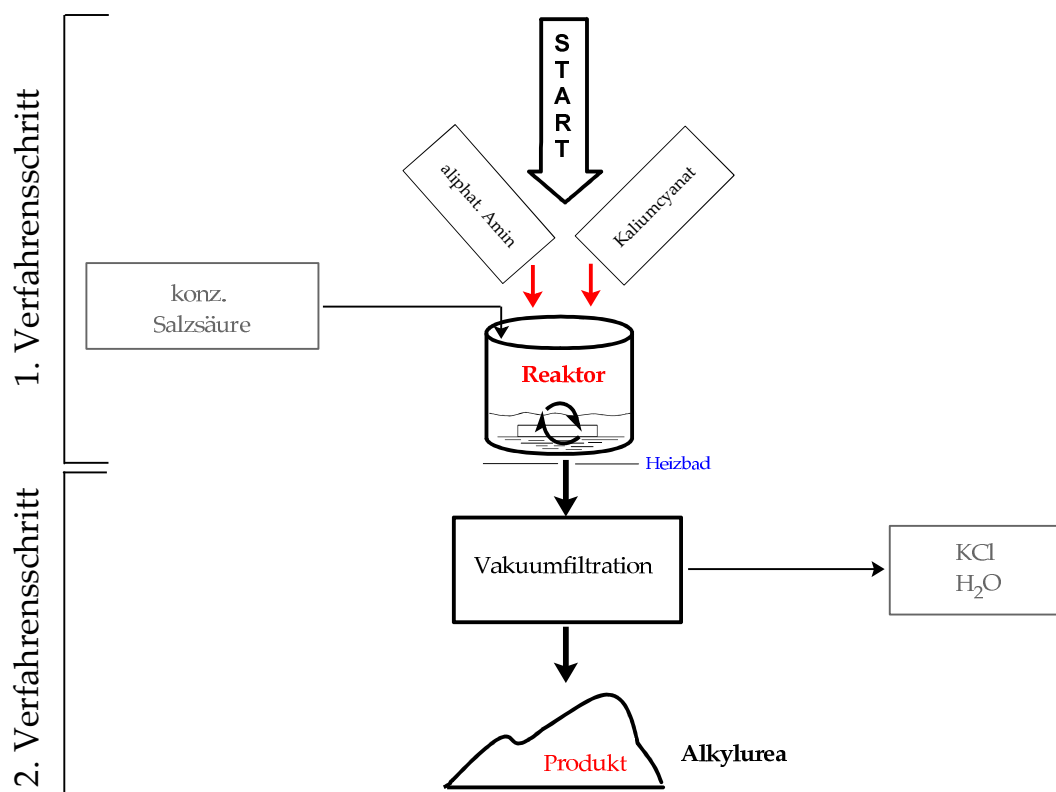 1. Verfahrensschritt
START
aliphat. Amin
Kaliumcyanat
konz.
Salzsäure
Reaktor
Heizbad
2. Verfahrensschritt
Vakuumfiltration
KCl
H₂O
Produkt
Alkylurea